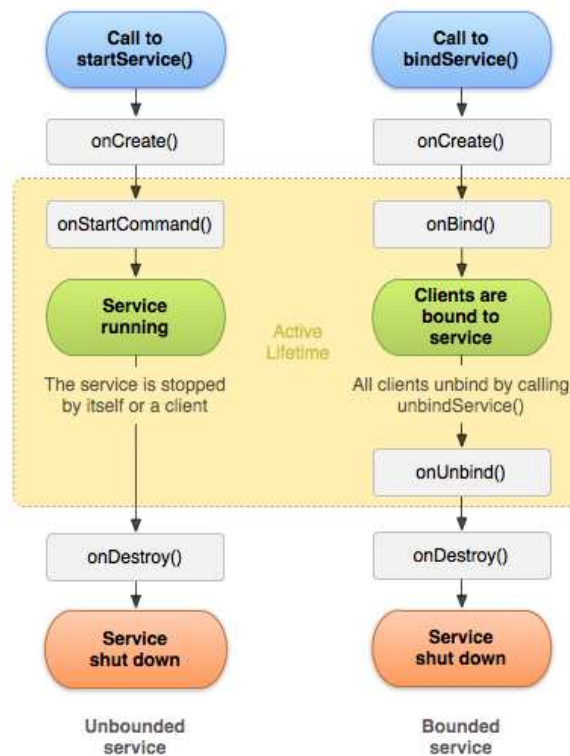 Call to
startService()
onCreate()
onStartCommand()
Service
running
The service is stopped
by itself or a client
onDestroy()
Service
shut down
Unbounded
service
Active
Lifetime
Call to
bindService()
onCreate()
onBind()
Clients are
bound to
service
All clients unbind by calling
unbindService()
onUnbind()
onDestroy()
Service
shut down
Bounded
service